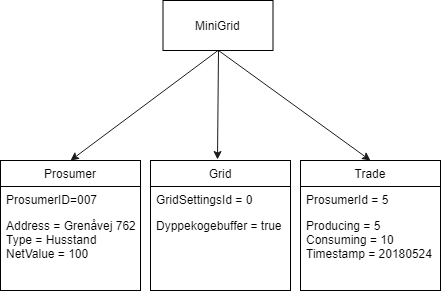 MiniGrid
Prosumer
ProsumerID=007
Address = Grenåvej 762
Type = Husstand
NetValue = 100
Grid
GridSettingsId = 0
Dyppekogebuffer = true
Trade
ProsumerId = 5
Producing = 5
Consuming = 10
Timestamp = 20180524